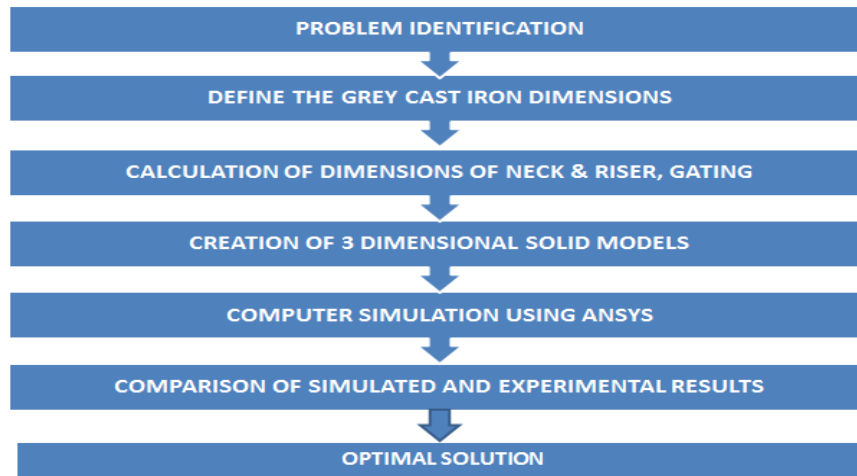 PROBLEM IDENTIFICATION
DEFINE THE GREY CAST IRON DIMENSIONS
CALCULATION OF DIMENSIONS OF NECK & RISER, GATING
CREATION OF 3 DIMENSIONAL SOLID MODELS
COMPUTER SIMULATION USING ANSYS
COMPARISON OF SIMULATED AND EXPERIMENTAL RESULTS
OPTIMAL SOLUTION